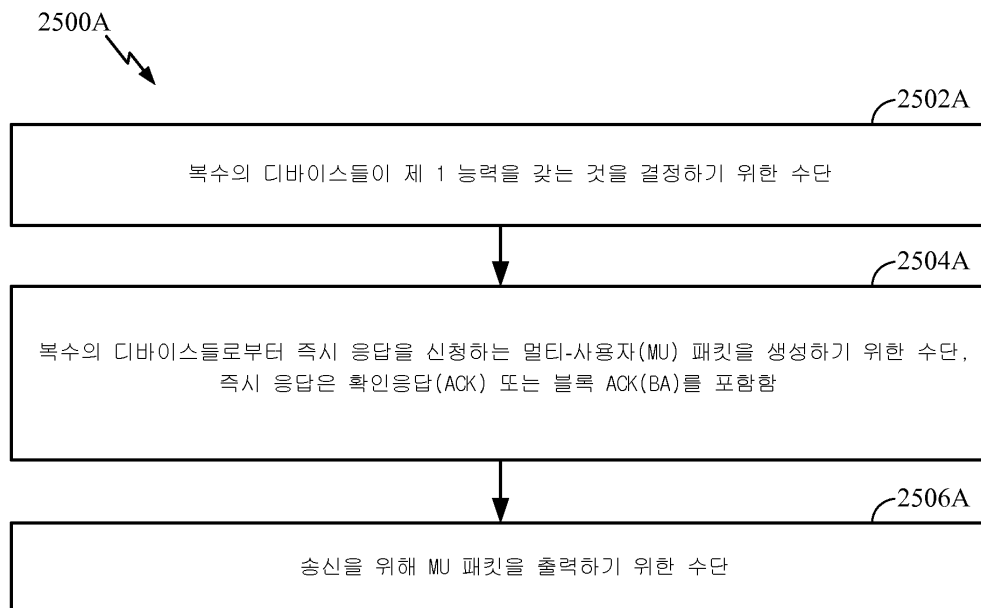 2500A
2502A
복수의 디바이스들이 제 1 능력을 갖는 것을 결정하기 위한 수단
2504A
복수의 디바이스들로부터 즉시 응답을 신청하는 멀티-사용자(MU) 패킷을 생성하기 위한 수단,
즉시 응답은 확인응답(ACK) 또는 블록 ACK(BA)를 포함함
2506A
송신을 위해 MU 패킷을 출력하기 위한 수단